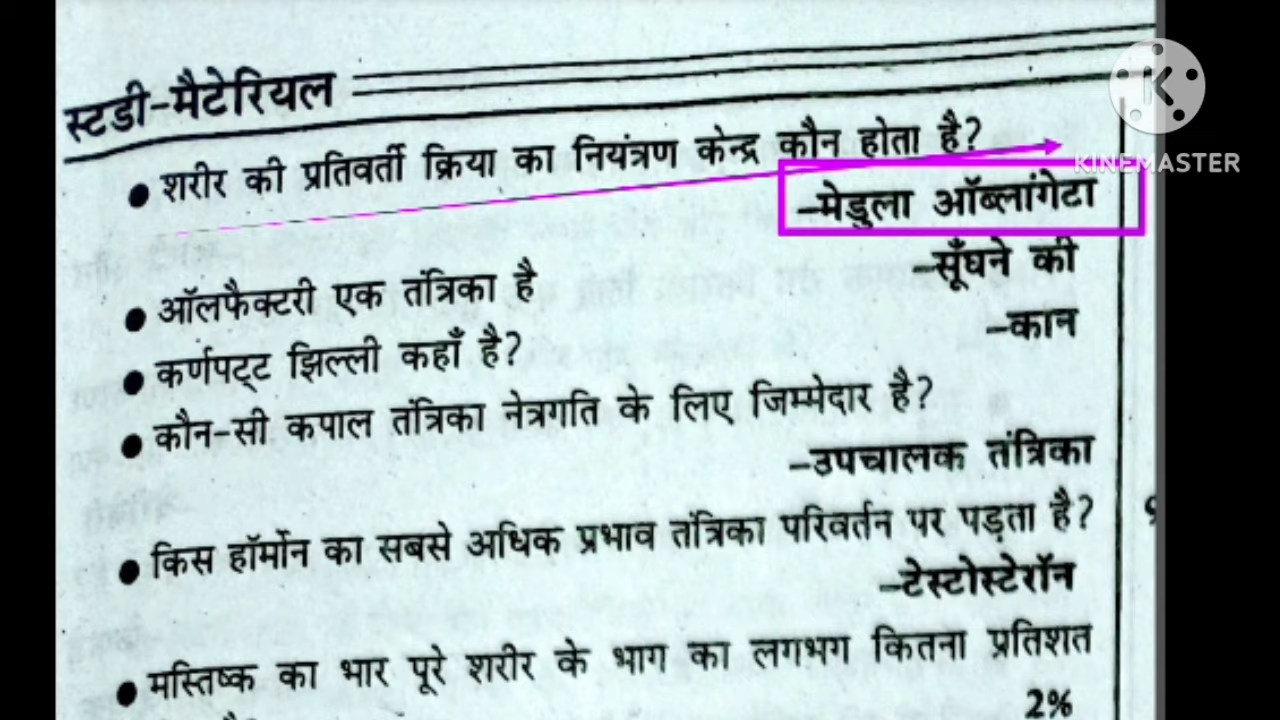 स्टडी-मैटेरियल
KINEMASTER
● शरीर की प्रतिवर्ती क्रिया का नियंत्रण केन्द्र कौन होता है?
–मेडुला ऑब्लांगेटा
● ऑलफैक्टरी एक तंत्रिका है –सूँघने की
● कर्णपट्ट झिल्ली कहाँ है? –कान
● कौन-सी कपाल तंत्रिका नेत्रगति के लिए जिम्मेदार है?
–उपचालक तंत्रिका
● किस हॉर्मोन का सबसे अधिक प्रभाव तंत्रिका परिवर्तन पर पड़ता है?
–टेस्टोस्टेरॉन
● मस्तिष्क का भार पूरे शरीर के भाग का लगभग कितना प्रतिशत
2%